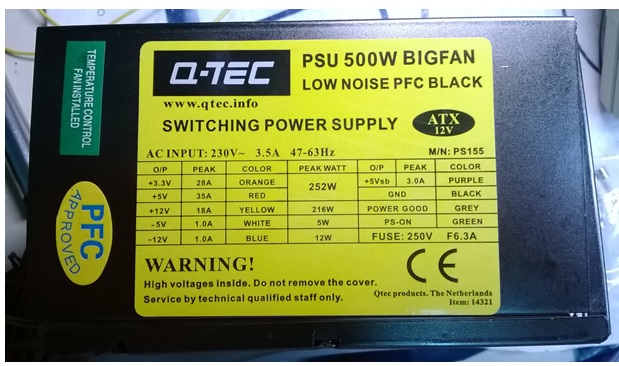 TEMPERATURE CONTROL
FAN INSTALLED
PFC
APPROVED
Q-TEC
www.qtec.info
PSU 500W BIGFAN
LOW NOISE PFC BLACK
SWITCHING POWER SUPPLY
ATX
12V
AC INPUT: 230V~ 3.5A 47-63Hz M/N: PS155
O/P PEAK COLOR PEAK WATT O/P PEAK COLOR
+3.3V 28A ORANGE 252W +5Vsb 3.0A PURPLE
+5V 35A RED GND BLACK
+12V 18A YELLOW 216W POWER GOOD GREY
-5V 1.0A WHITE 5W PS-ON GREEN
-12V 1.0A BLUE 12W FUSE: 250V F6.3A
WARNING!
High voltages inside. Do not remove the cover.
Service by technical qualified staff only.
CE
Qtec products. The Netherlands
Item: 14321